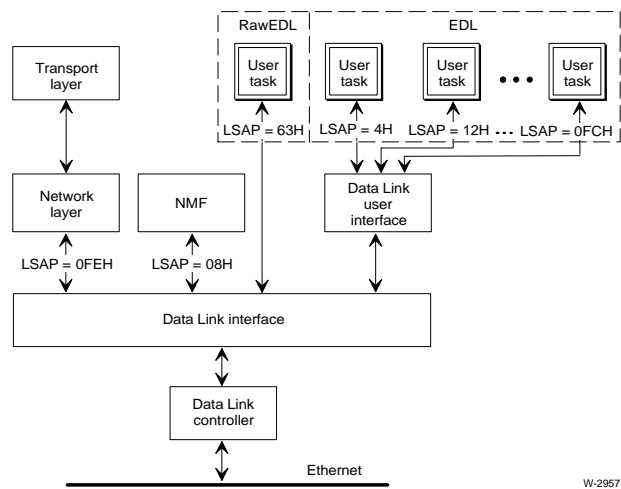 RawEDL
EDL
Transport
layer
User
task
User
task
User
task
User
task
LSAP = 63H
LSAP = 4H
LSAP = 12H
LSAP = 0FCH
Network
layer
NMF
Data Link
user
interface
LSAP = 0FEH
LSAP = 08H
Data Link interface
Data Link
controller
Ethernet
W-2957